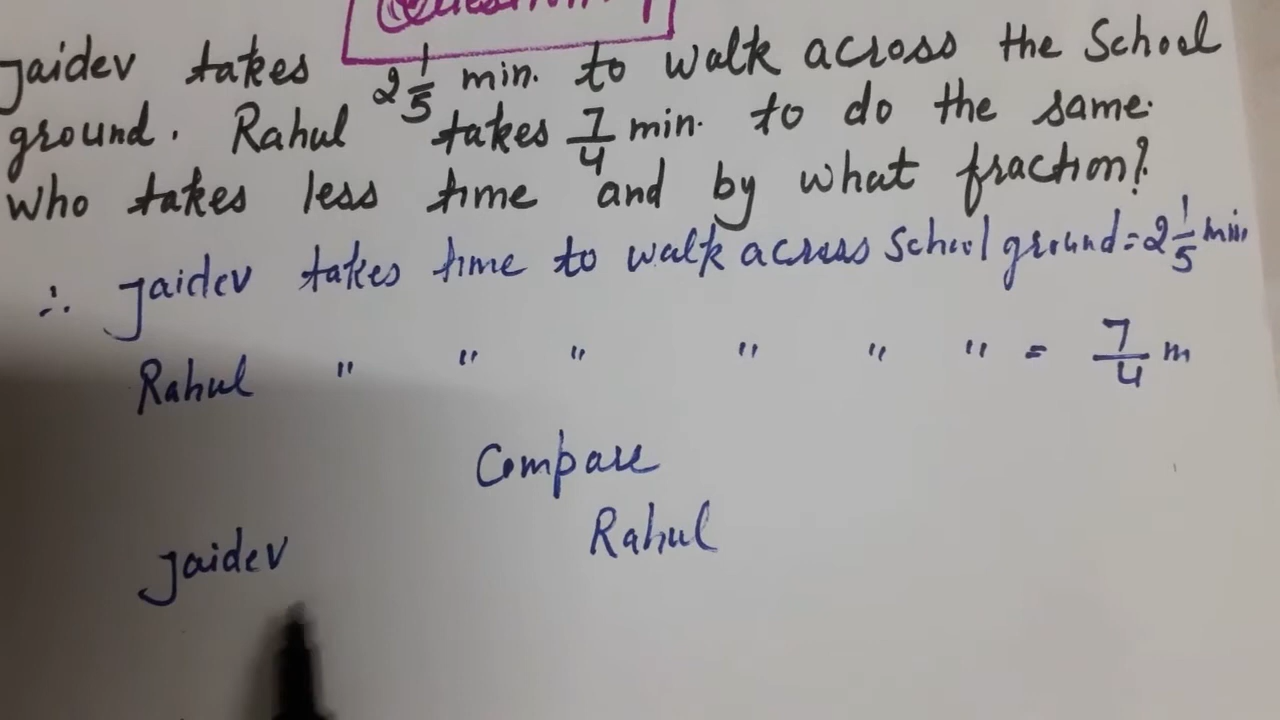 Jaidev takes 2 1/5 min. to walk across the School
ground. Rahul takes 7/4 min. to do the same.
Who takes less time and by what fraction?
∴ Jaidev takes time to walk across School ground = 2 1/5 min.
Rahul " " " " " " = 7/4 m
Compare
Jaidev Rahul